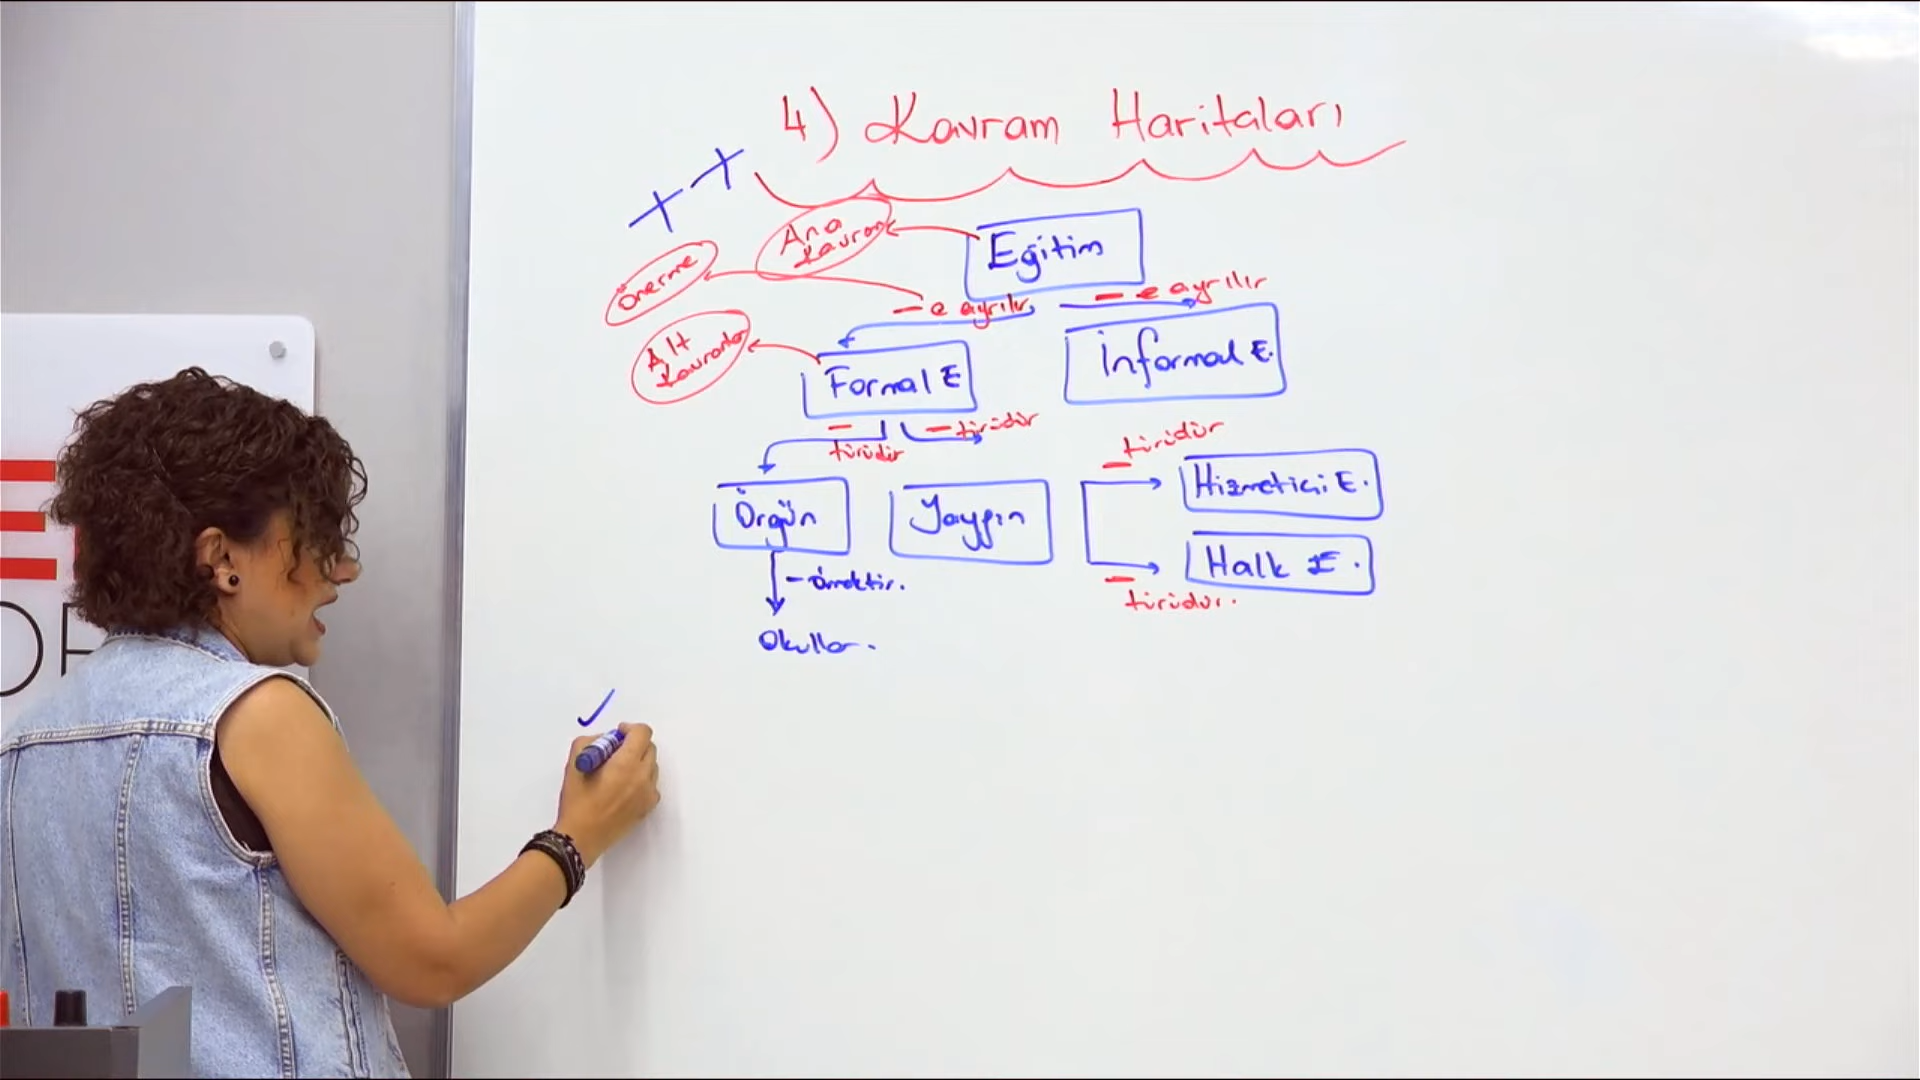 4) Kavram Haritaları
Ana Kavram
Eğitim
Önerme
- e ayrılır
- e ayrılır
Alt Kavramlar
Formal E
İnformal E.
- türüdür
- türüdür
- türüdür
Örgün
Yaygın
Hizmetiçi E.
Halk E.
- türüdür.
- örnektir.
Okullar.